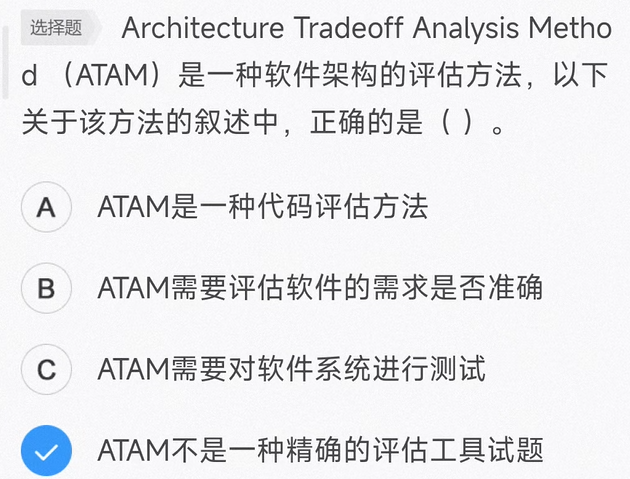 选择题 Architecture Tradeoff Analysis Metho
d （ATAM）是一种软件架构的评估方法，以下
关于该方法的叙述中，正确的是（ ）。
A ATAM是一种代码评估方法
B ATAM需要评估软件的需求是否准确
C ATAM需要对软件系统进行测试
ATAM不是一种精确的评估工具试题